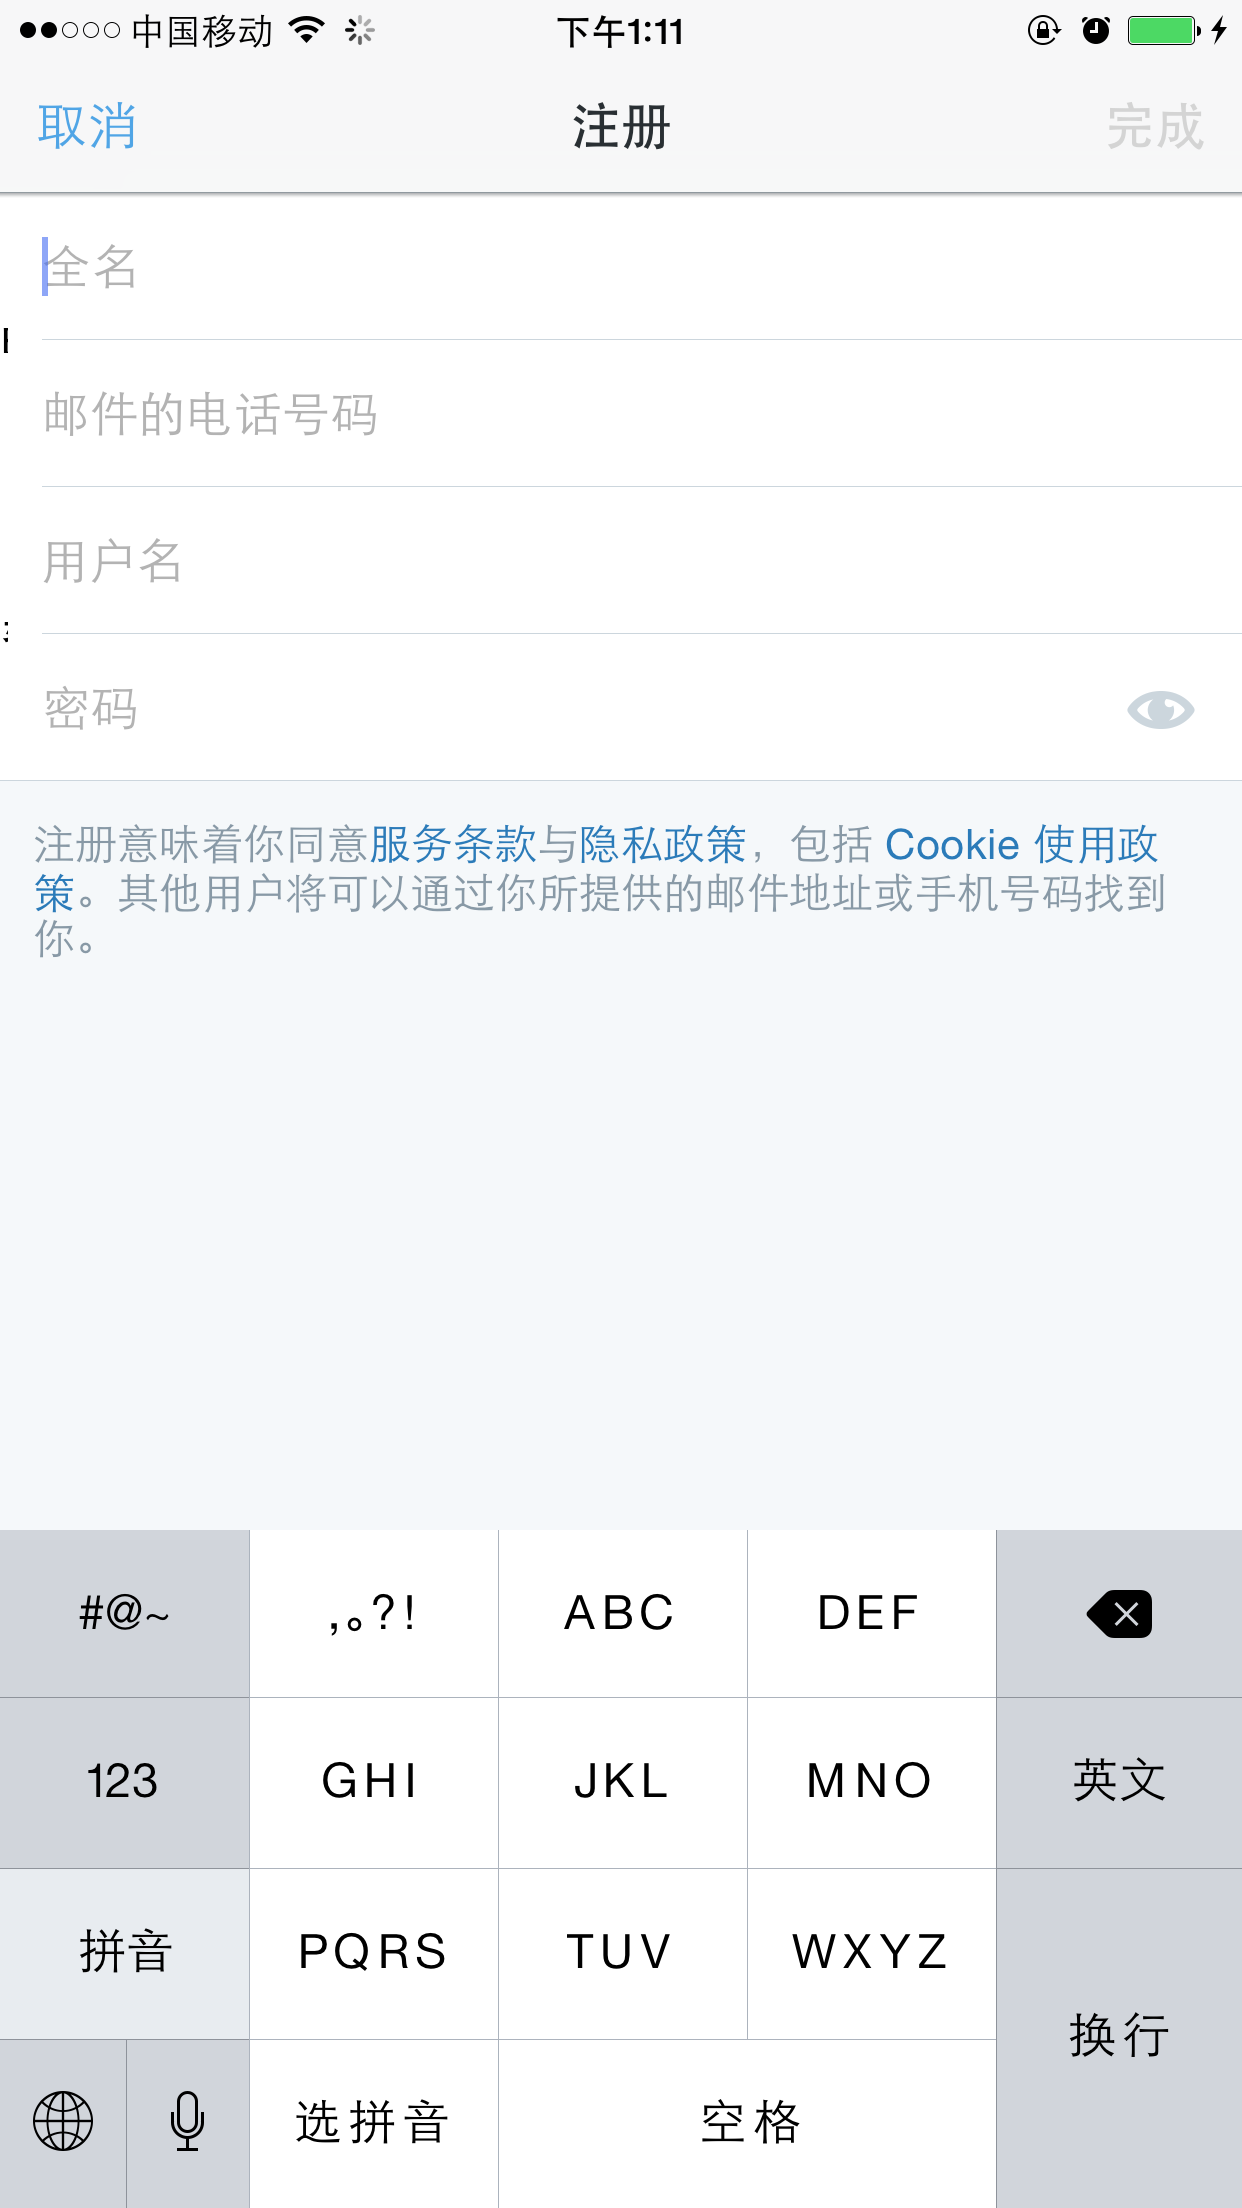 中国移动 下午1:11
取消 注册 完成
全名
邮件的电话号码
用户名
密码
注册意味着你同意服务条款与隐私政策，包括 Cookie 使用政
策。其他用户将可以通过你所提供的邮件地址或手机号码找到
你。
#@~ ,。?! ABC DEF
123 GHI JKL MNO 英文
拼音 PQRS TUV WXYZ
换行
选拼音 空格